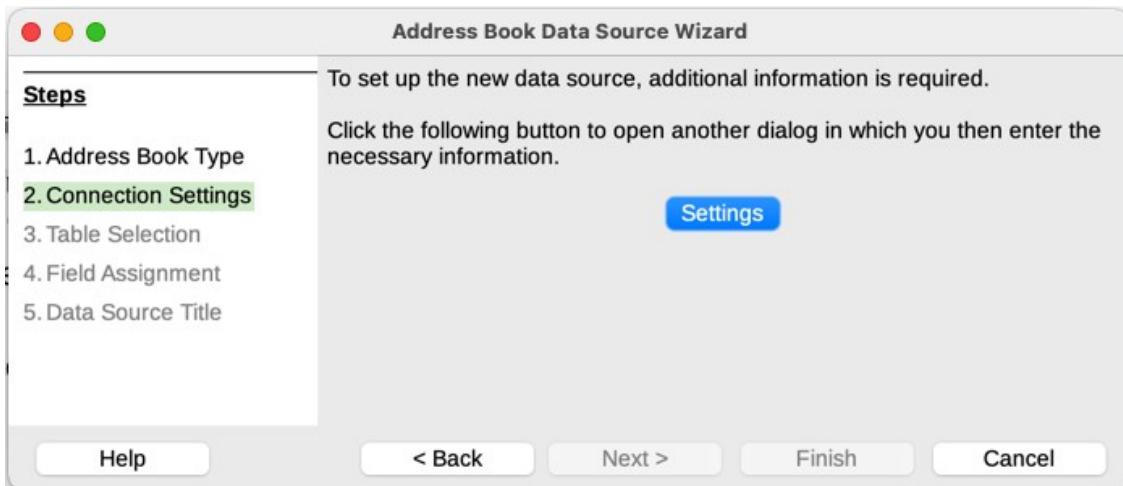 Address Book Data Source Wizard
Steps
1. Address Book Type
2. Connection Settings
3. Table Selection
4. Field Assignment
5. Data Source Title
To set up the new data source, additional information is required.
Click the following button to open another dialog in which you then enter the
necessary information.
Settings
Help
< Back
Next >
Finish
Cancel